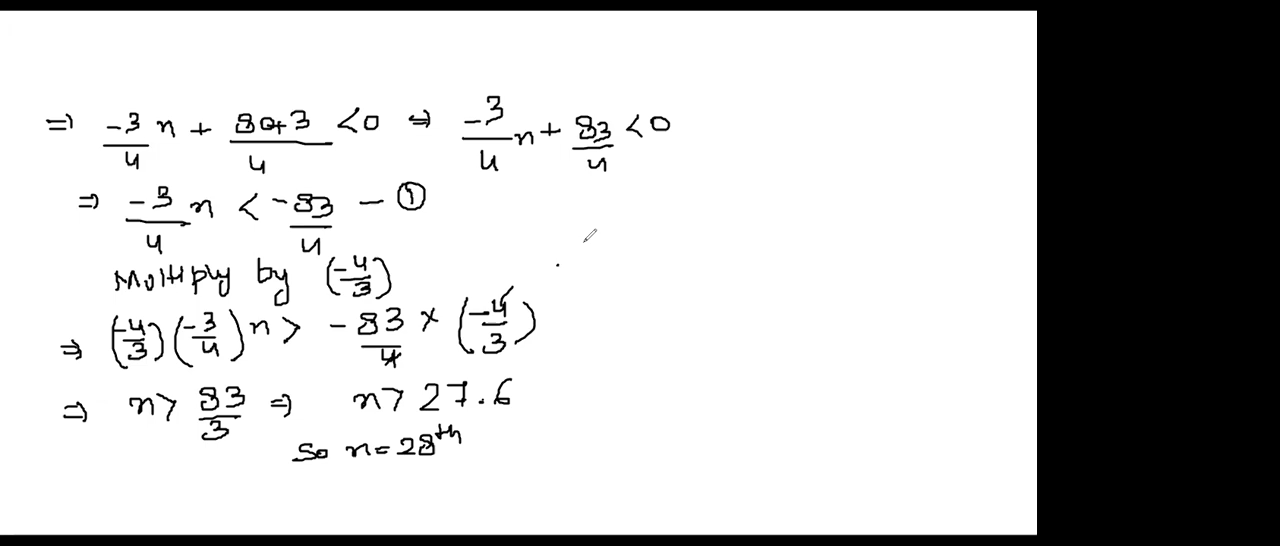 ⇒ -3/4 n + 80+3/4 < 0 ⇒ -3/4 n + 83/4 < 0
⇒ -3/4 n < -83/4 - ①
Multiply by (-4/3)
⇒ (-4/3)(-3/4) n > -83/4 × (-4/3)
⇒ n > 83/3 ⇒ n > 27.6
So n = 28th